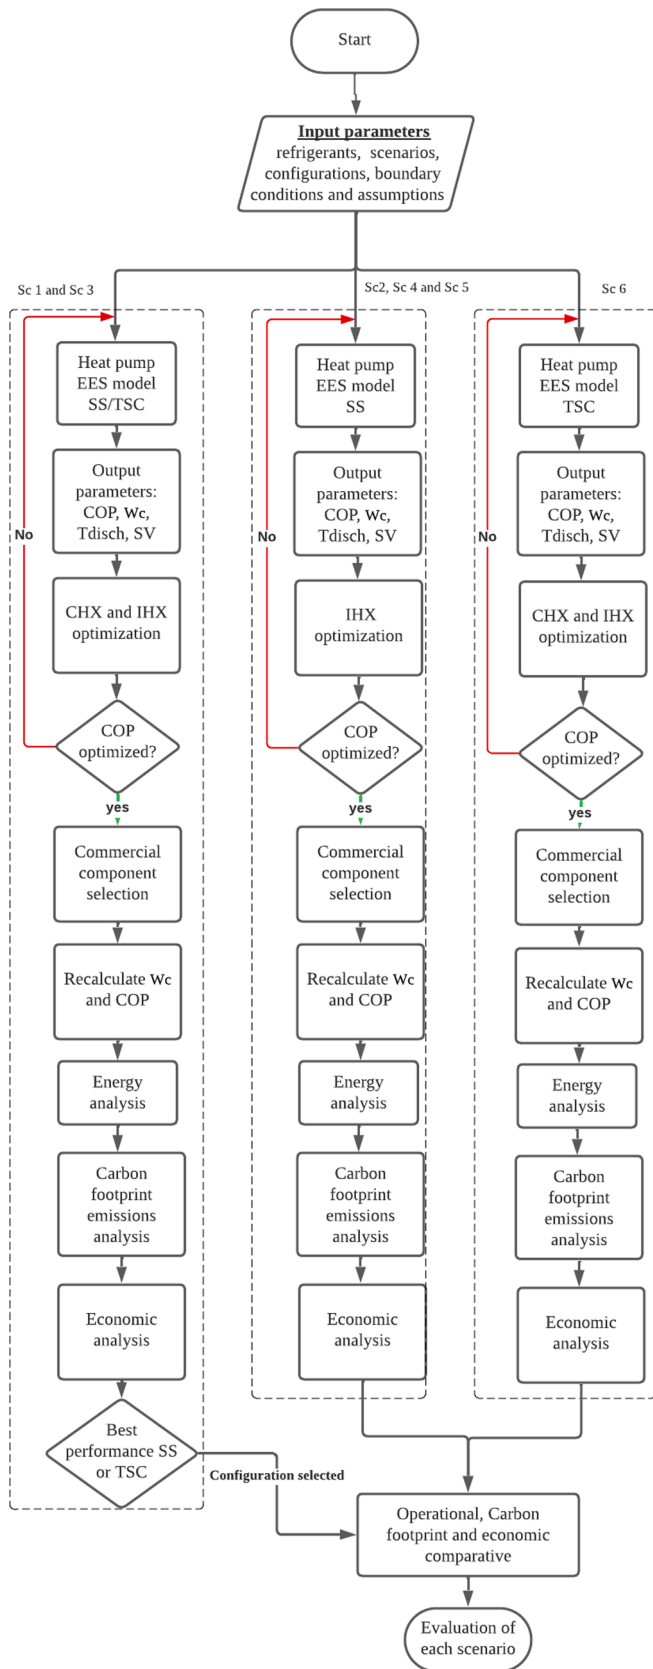 Start
Input parameters
refrigerants, scenarios,
configurations, boundary
conditions and assumptions
Sc 1 and Sc 3
Heat pump
EES model
SS/TSC
Output
parameters:
COP, Wc,
Tdisch, SV
No
CHX and IHX
optimization
COP
optimized?
yes
Commercial
component
selection
Recalculate Wc
and COP
Energy
analysis
Carbon
footprint
emissions
analysis
Economic
analysis
Best
performance SS
or TSC
Configuration selected
Sc2, Sc 4 and Sc 5
Heat pump
EES model
SS
Output
parameters:
COP, Wc,
Tdisch, SV
No
IHX
optimization
COP
optimized?
yes
Commercial
component
selection
Recalculate Wc
and COP
Energy
analysis
Carbon
footprint
emissions
analysis
Economic
analysis
Sc 6
Heat pump
EES model
TSC
Output
parameters:
COP, Wc,
Tdisch, SV
No
CHX and IHX
optimization
COP
optimized?
yes
Commercial
component
selection
Recalculate Wc
and COP
Energy
analysis
Carbon
footprint
emissions
analysis
Economic
analysis
Operational, Carbon
footprint and economic
comparative
Evaluation of
each scenario